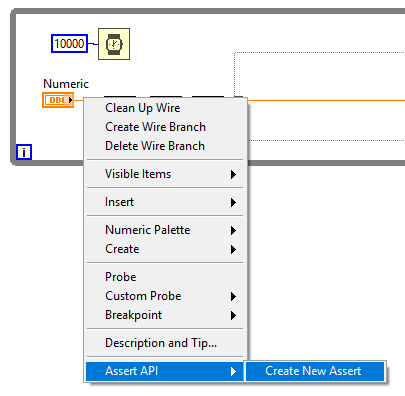 10000
Numeric
DBL
Clean Up Wire
Create Wire Branch
Delete Wire Branch
Visible Items
Insert
Numeric Palette
Create
Probe
Custom Probe
Breakpoint
Description and Tip...
Assert API
Create New Assert
i